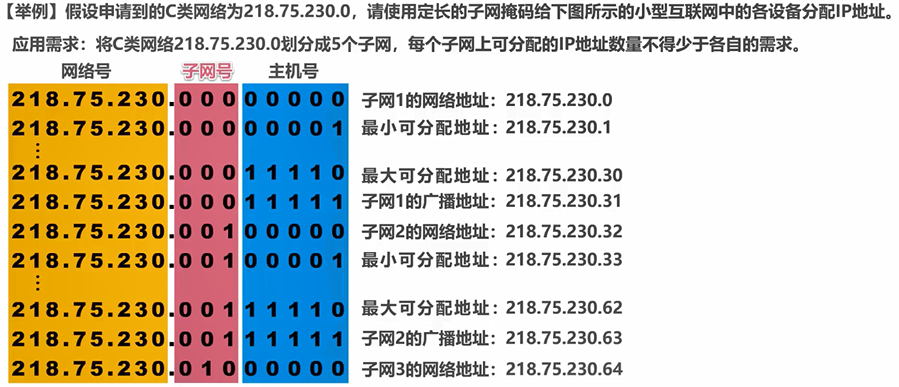 【举例】假设申请到的C类网络为218.75.230.0，请使用定长的子网掩码给下图所示的小型互联网中的各设备分配IP地址。
应用需求：将C类网络218.75.230.0划分成5个子网，每个子网上可分配的IP地址数量不得少于各自的需求。
网络号 子网号 主机号
218.75.230.000 00000 子网1的网络地址：218.75.230.0
218.75.230.000 00001 最小可分配地址：218.75.230.1
⋮
218.75.230.000 11110 最大可分配地址：218.75.230.30
218.75.230.000 11111 子网1的广播地址：218.75.230.31
218.75.230.001 00000 子网2的网络地址：218.75.230.32
218.75.230.001 00001 最小可分配地址：218.75.230.33
⋮
218.75.230.001 11110 最大可分配地址：218.75.230.62
218.75.230.001 11111 子网2的广播地址：218.75.230.63
218.75.230.010 00000 子网3的网络地址：218.75.230.64